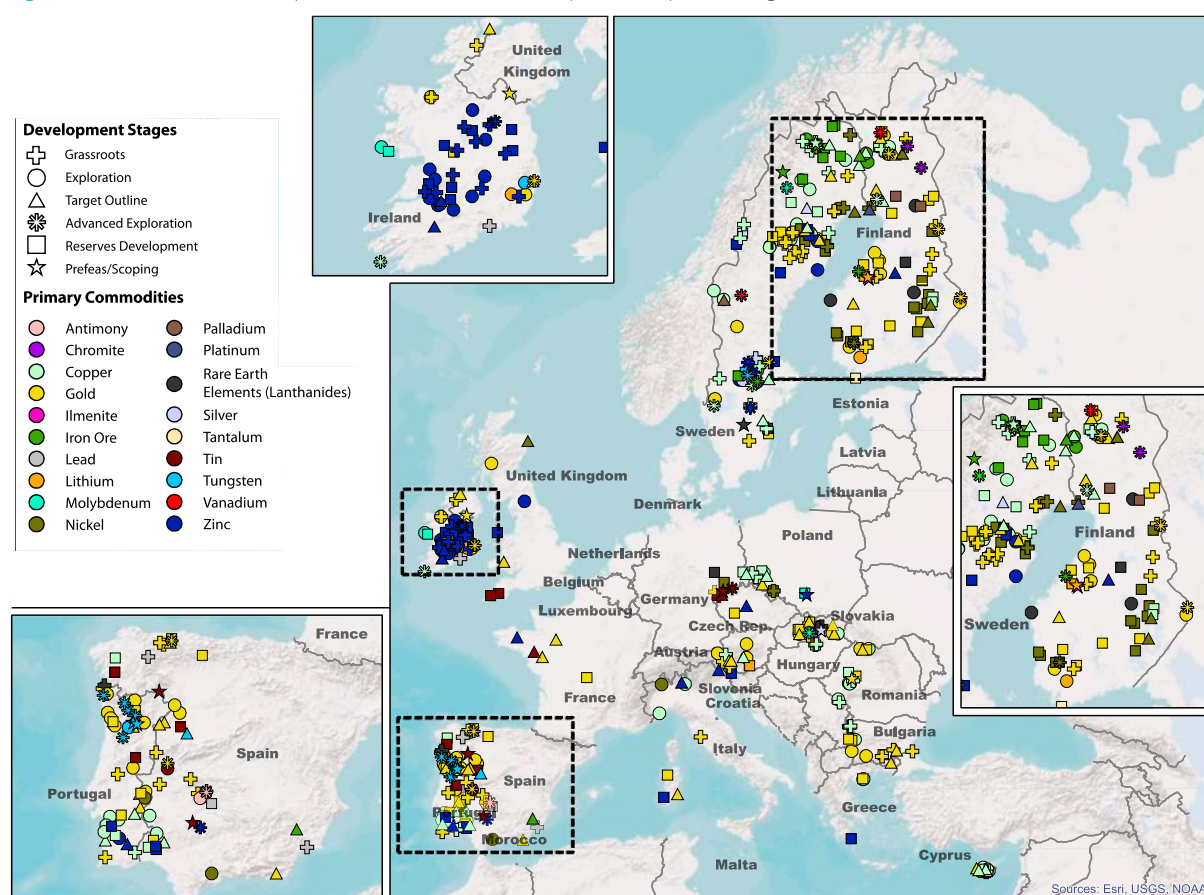 United
Kingdom
Ireland
Development Stages
Grassroots
Exploration
Target Outline
Advanced Exploration
Reserves Development
Prefeas/Scoping
Primary Commodities
Antimony
Chromite
Copper
Gold
Ilmenite
Iron Ore
Lead
Lithium
Molybdenum
Nickel
Palladium
Platinum
Rare Earth
Elements (Lanthanides)
Silver
Tantalum
Tin
Tungsten
Vanadium
Zinc
Finland
Estonia
Sweden
Latvia
Lithuania
United Kingdom
Denmark
Poland
Netherlands
Belgium
Germany
Luxembourg
Slovakia
Czech Rep.
Austria
Hungary
Slovenia
Croatia
Romania
France
Bulgaria
Italy
Spain
Portugal
Greece
Morocco
Malta
Cyprus
Finland
Sweden
France
Spain
Portugal
Sources: Esri, USGS, NOAA